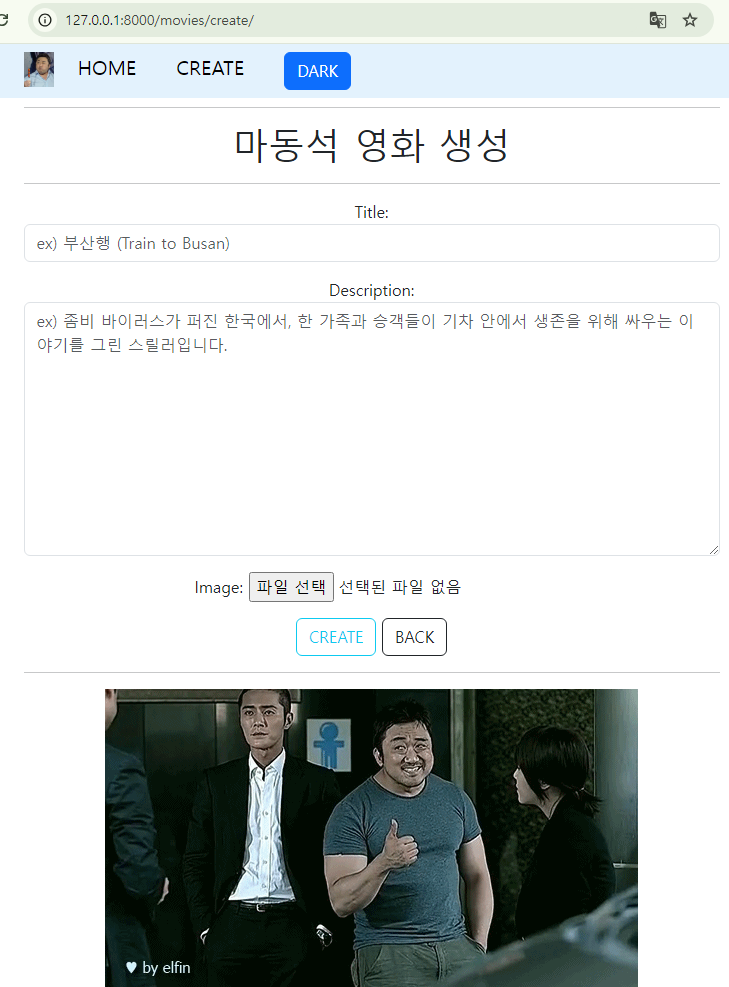 127.0.0.1:8000/movies/create/
HOME CREATE DARK
마동석 영화 생성
Title:
ex) 부산행 (Train to Busan)
Description:
ex) 좀비 바이러스가 퍼진 한국에서, 한 가족과 승객들이 기차 안에서 생존을 위해 싸우는 이
야기를 그린 스릴러입니다.
Image: 파일 선택 선택된 파일 없음
CREATE BACK
♥ by elfin